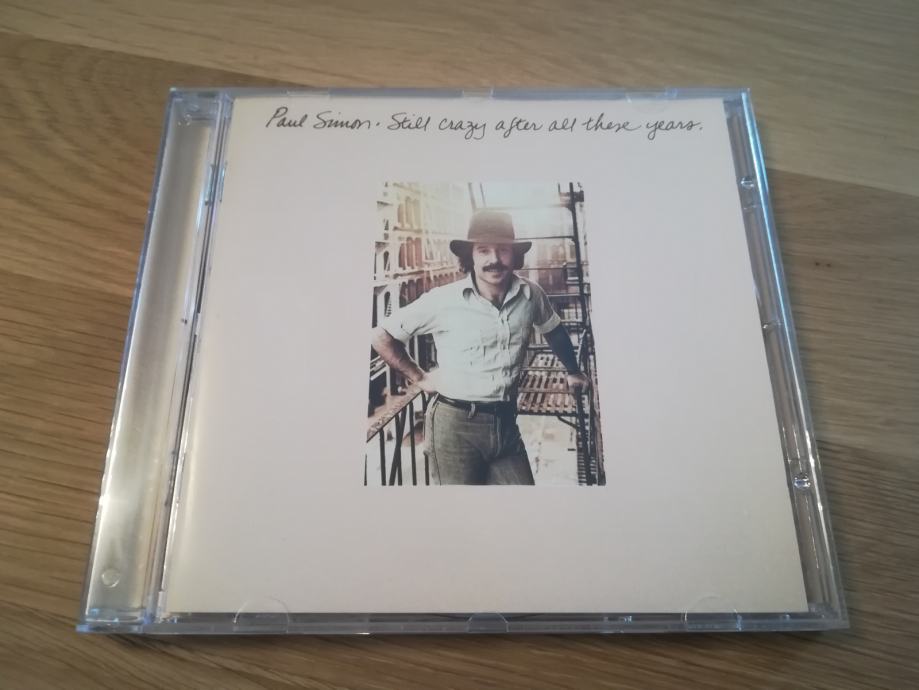 Paul Simon. Still crazy after all these years.